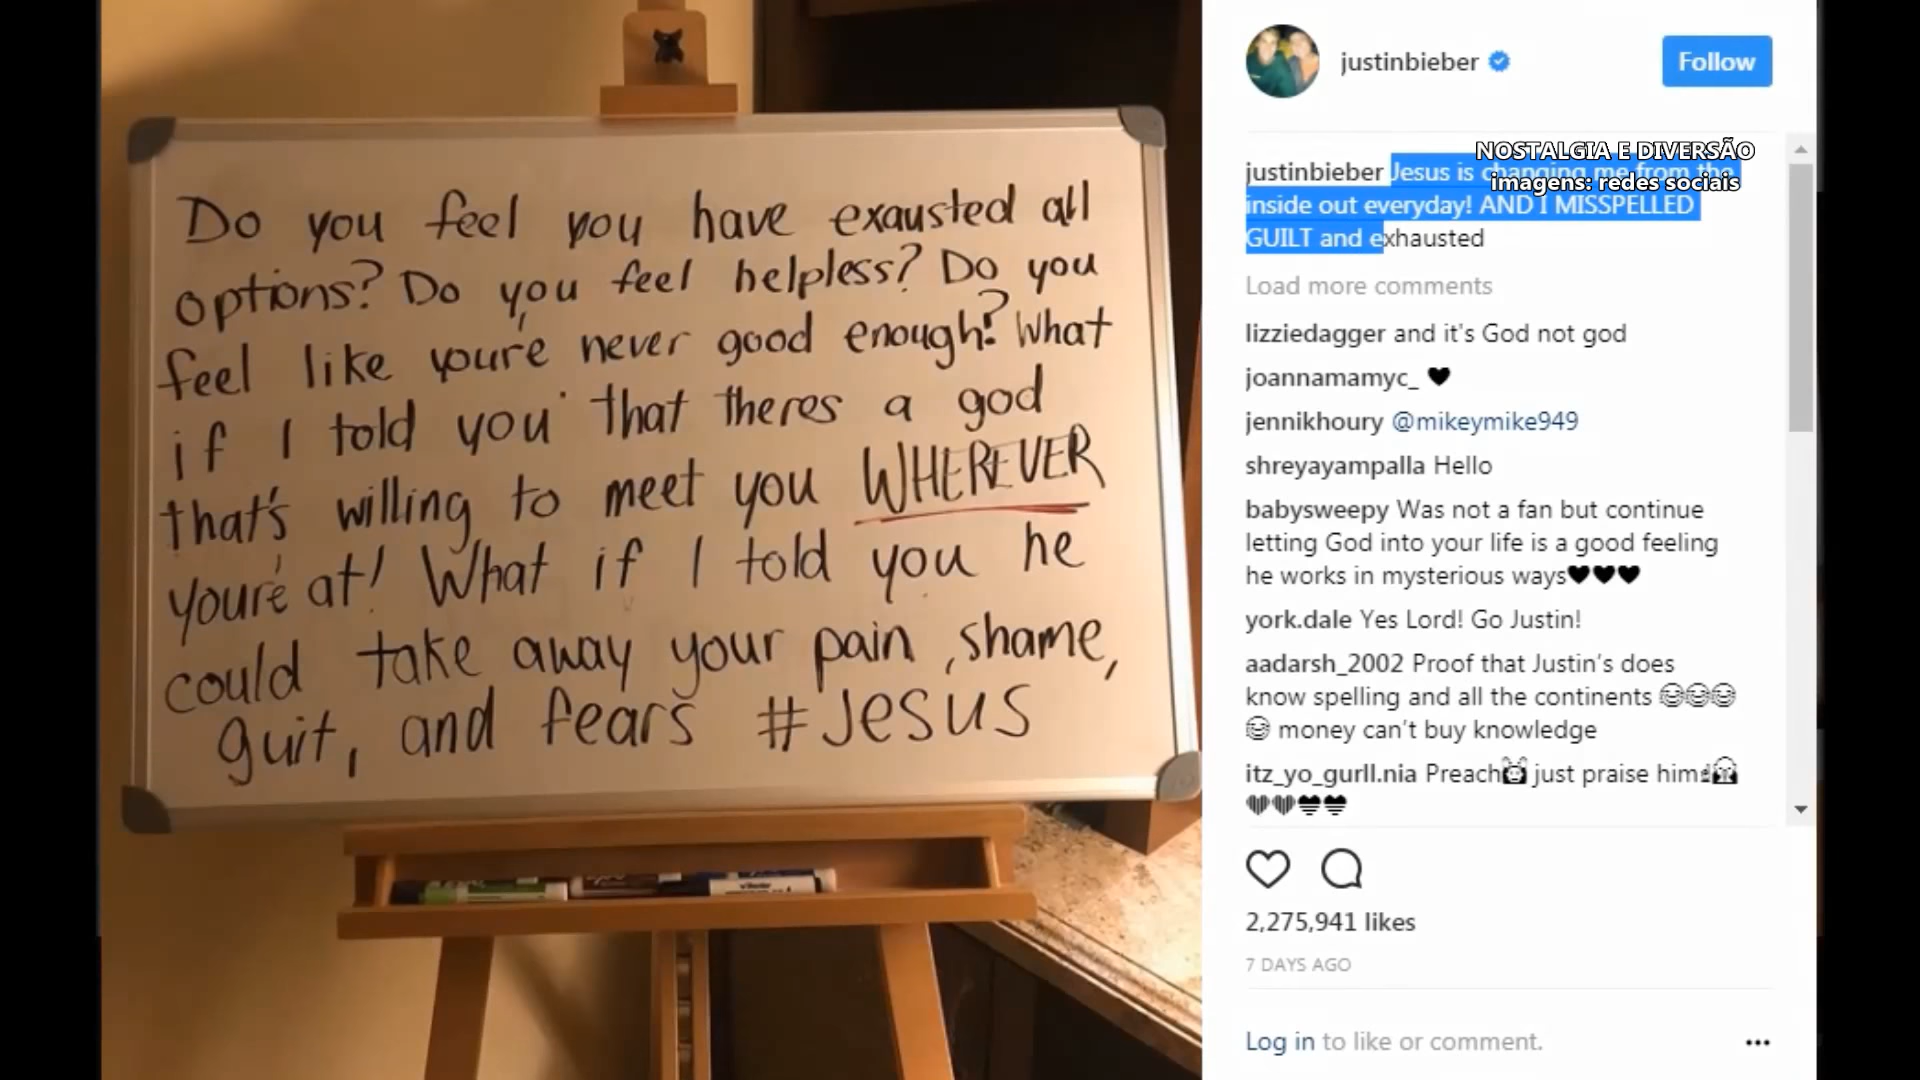 Do you feel you have exausted all
options? Do you feel helpless? Do you
feel like you're never good enough? What
if I told you that theres a god
that's willing to meet you WHEREVER
you're at! What if I told you he
could take away your pain, shame,
guit, and fears #Jesus
justinbieber
Follow
NOSTALGIA E DIVERSÃO
imagens: redes sociais
justinbieber Jesus is changing me from the
inside out everyday! AND I MISSPELLED
GUILT and exhausted
Load more comments
lizziedagger and it's God not god
joannamamyc_ ♥
jennikhoury @mikeymike949
shreyayampalla Hello
babysweepy Was not a fan but continue
letting God into your life is a good feeling
he works in mysterious ways♥♥♥
york.dale Yes Lord! Go Justin!
aadarsh_2002 Proof that Justin's does
know spelling and all the continents 😂😂😂
😂 money can't buy knowledge
itz_yo_gurll.nia Preach just praise him
2,275,941 likes
7 DAYS AGO
Log in to like or comment.